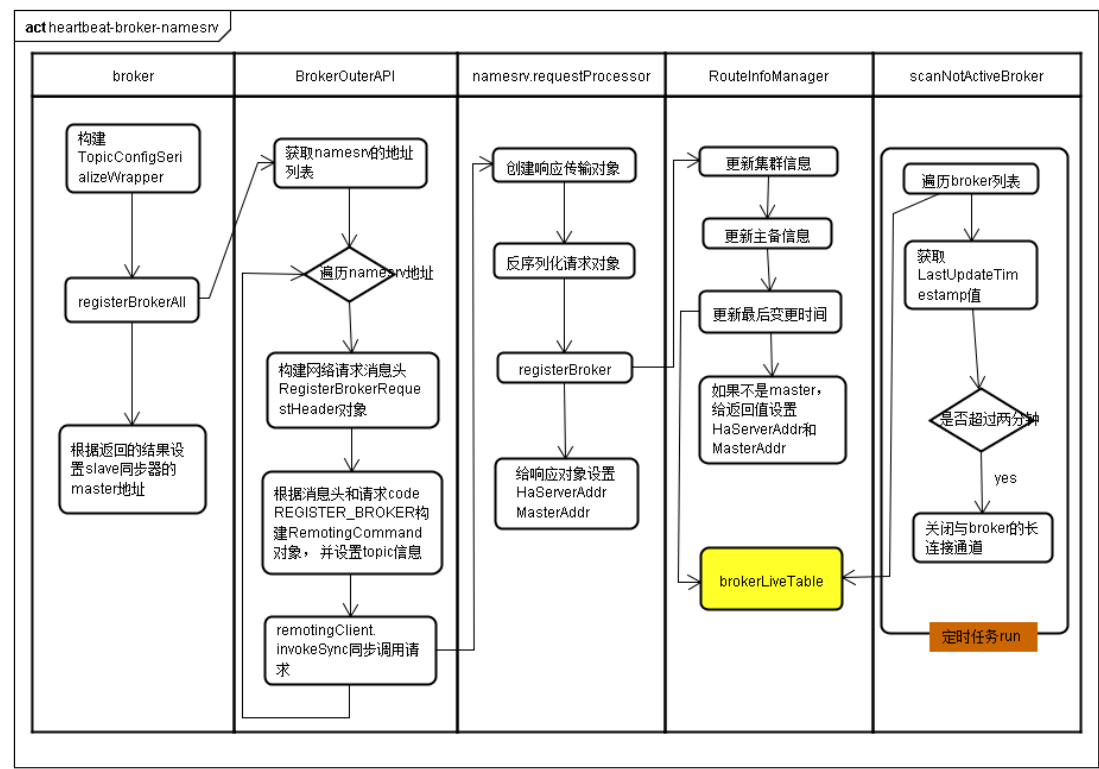 act heartbeat-broker-namesrv
broker
BrokerOuterAPI
namesrv.requestProcessor
RouteInfoManager
scanNotActiveBroker
构建
TopicConfigSeri
alizeWrapper
registerBrokerAll
根据返回的结果设
置slave同步器的
master地址
获取namesrv的地址
列表
遍历namesrv地址
构建网络请求消息头
RegisterBrokerReque
stHeader对象
根据消息头和请求code
REGISTER_BROKER构
建RemotingCommand
对象，并设置topic信息
remotingClient.
invokeSync同步调用请
求
创建响应传输对象
反序列化请求对象
registerBroker
给响应对象设置
HaServerAddr
MasterAddr
更新集群信息
更新主备信息
更新最后变更时间
如果不是master，
给返回值设置
HaServerAddr和
MasterAddr
brokerLiveTable
遍历broker列表
获取
LastUpdateTim
estamp值
是否超过两分钟
yes
关闭与broker的长
连接通道
定时任务run